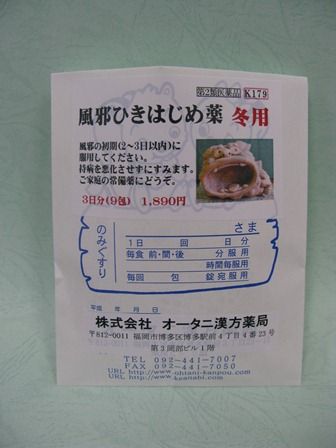 第2類医薬品 K179
風邪ひきはじめ薬 冬用
風邪の初期(2〜3日以内)に
服用してください。
持病を悪化させずにすみます。
ご家庭の常備薬にどうぞ。
3日分(9包) 1,890円
のみぐすり
さま
1日 回 日分
毎食 前・間・後 分服用
時間毎服用
毎回 包 錠宛服用
平成 年 月 日
株式会社 オータニ漢方薬局
〒812-0011 福岡市博多区博多駅前4丁目4番23号
第3岡部ビル1階
TEL 092-441-7007
FAX 092-441-7050
URL http://www.ohtani-kanpou.com
URL http://www.keanabi.com